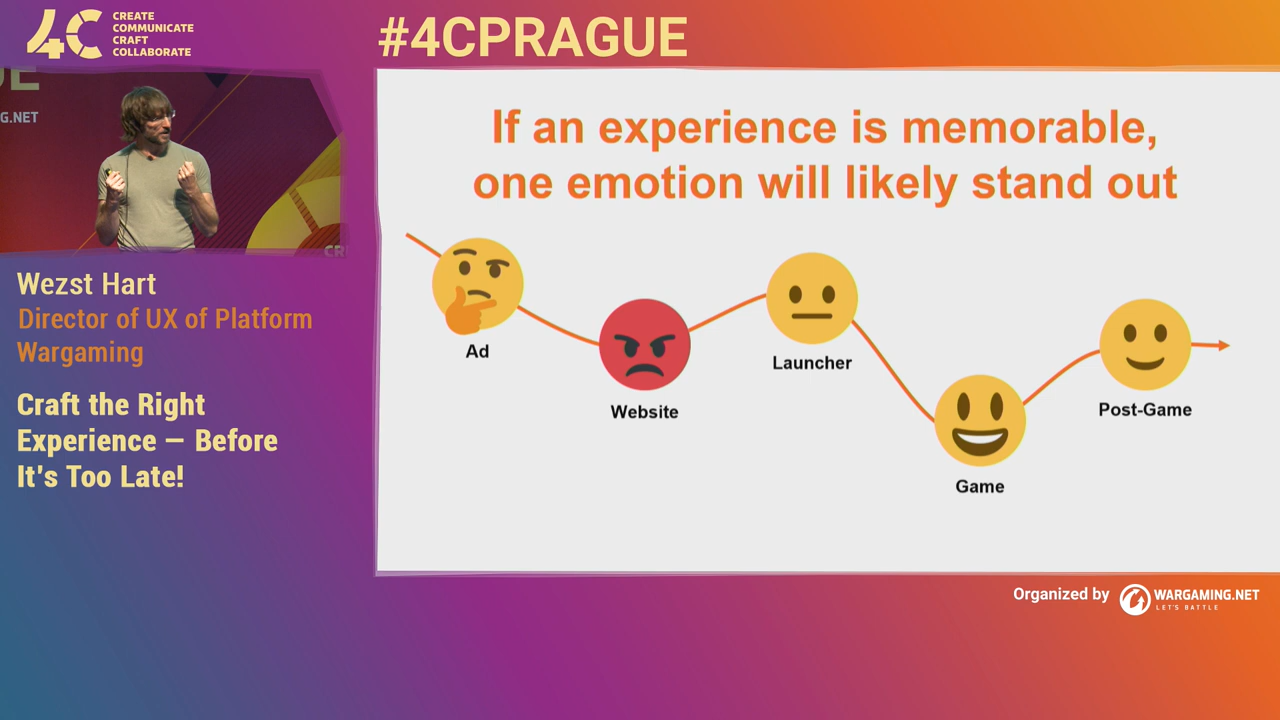 4C
CREATE
COMMUNICATE
CRAFT
COLLABORATE
#4CPRAGUE
G.NET
CR
Wezst Hart
Director of UX of Platform
Wargaming
Craft the Right
Experience — Before
It's Too Late!
If an experience is memorable,
one emotion will likely stand out
Ad
Website
Launcher
Game
Post-Game
Organized by
WARGAMING.NET
LET'S BATTLE